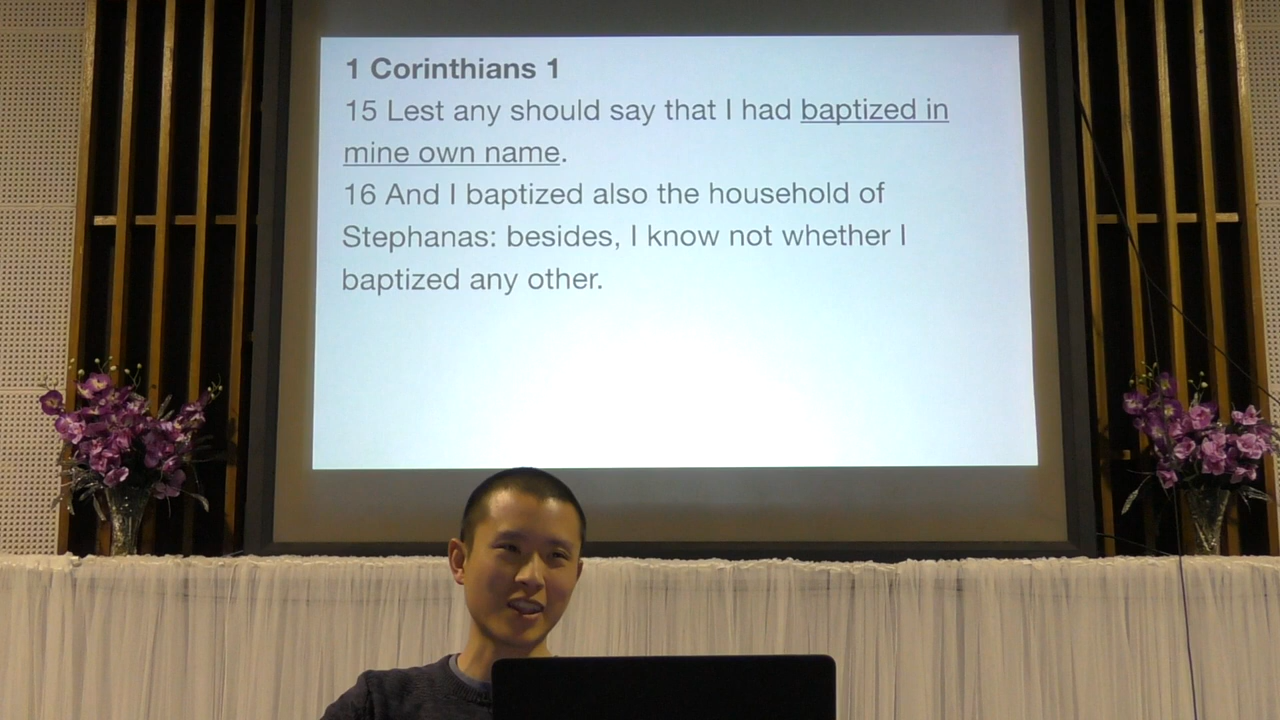 1 Corinthians 1
15 Lest any should say that I had baptized in
mine own name.
16 And I baptized also the household of
Stephanas: besides, I know not whether I
baptized any other.